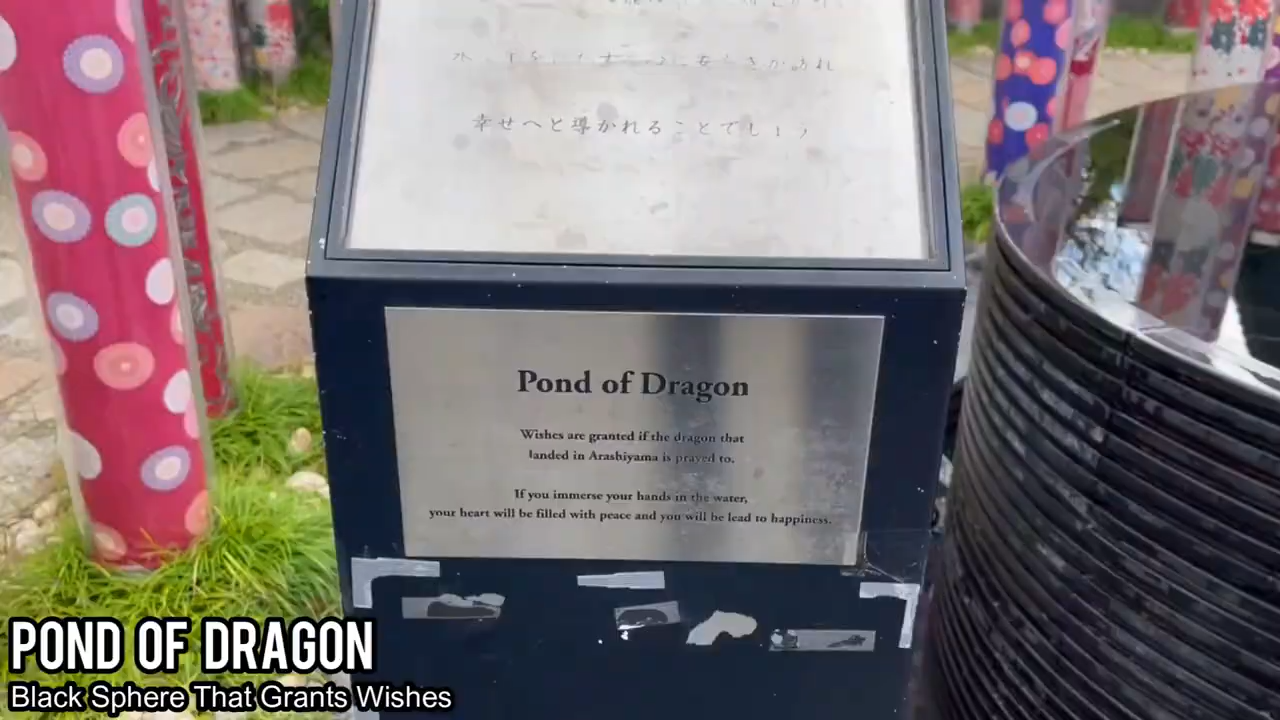 幸せへと導かれることでしょう
Pond of Dragon
Wishes are granted if the dragon that
landed in Arashiyama is prayed to.
If you immerse your hands in the water,
your heart will be filled with peace and you will be lead to happiness.
POND OF DRAGON
Black Sphere That Grants Wishes